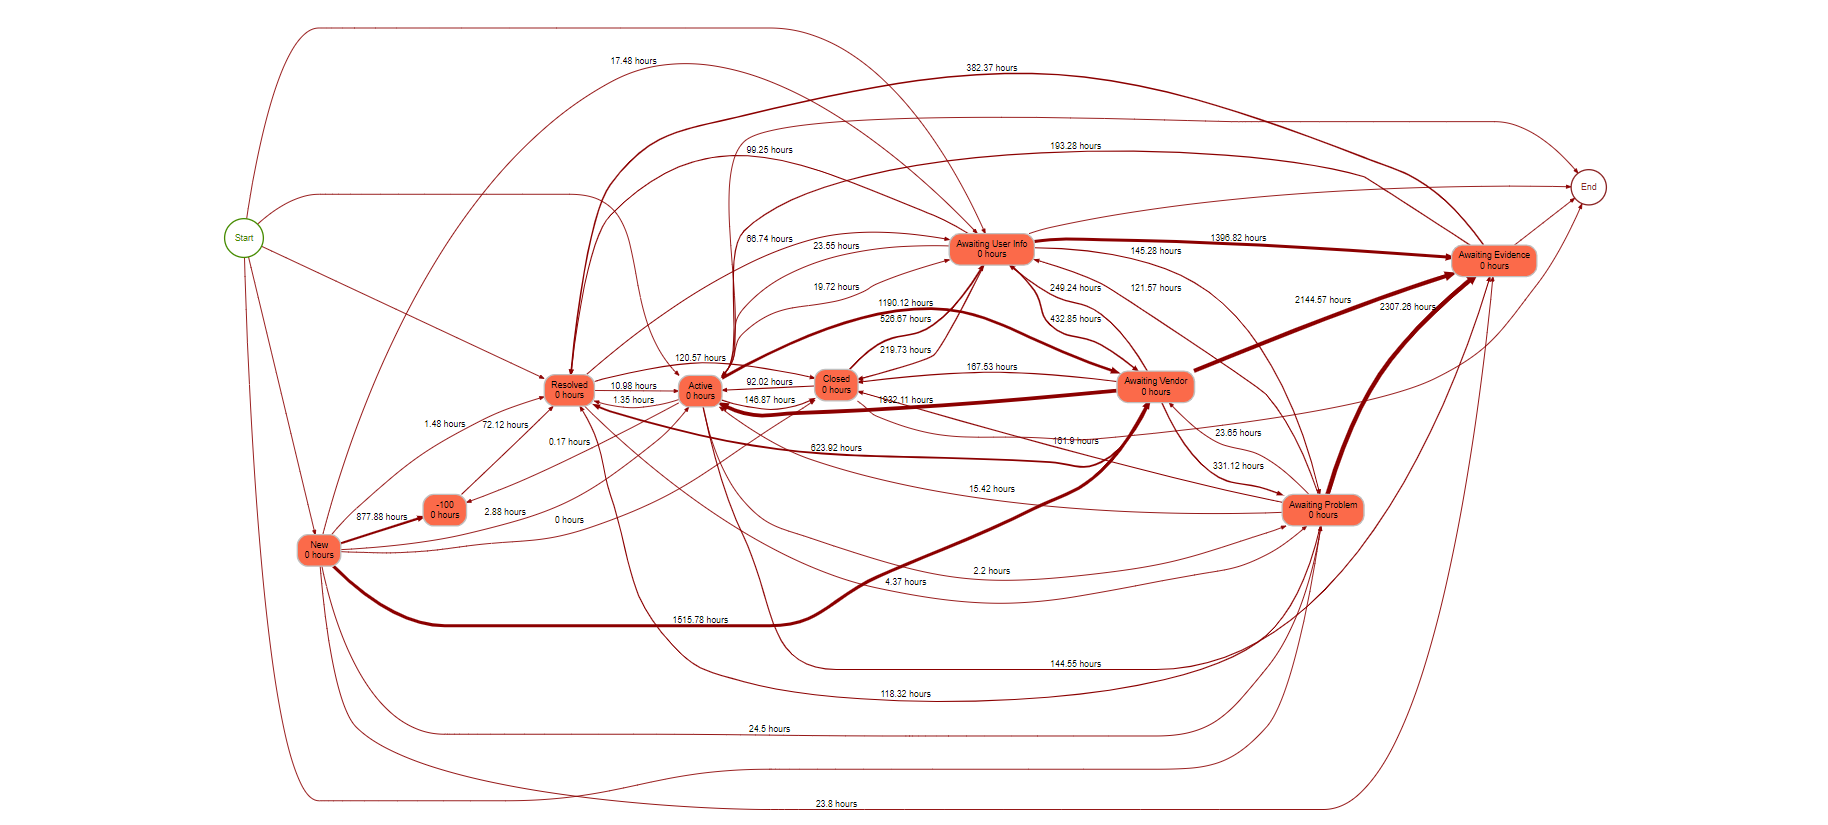 17.48 hours
382.37 hours
99.25 hours
193.28 hours
End
Start
66.74 hours
23.55 hours
Awaiting User Info
0 hours
1396.82 hours
145.28 hours
Awaiting Evidence
0 hours
19.72 hours
249.24 hours
121.57 hours
1190.12 hours
2144.57 hours
2307.26 hours
526.67 hours
432.85 hours
219.73 hours
120.57 hours
167.53 hours
Resolved
0 hours
10.98 hours
Active
0 hours
92.02 hours
Closed
0 hours
Awaiting Vendor
0 hours
1.35 hours
146.87 hours
1932.11 hours
1.48 hours
72.12 hours
0.17 hours
623.92 hours
161.9 hours
23.65 hours
331.12 hours
15.42 hours
-100
0 hours
877.88 hours
2.88 hours
0 hours
Awaiting Problem
0 hours
New
0 hours
2.2 hours
4.37 hours
1515.78 hours
144.55 hours
118.32 hours
24.5 hours
23.8 hours